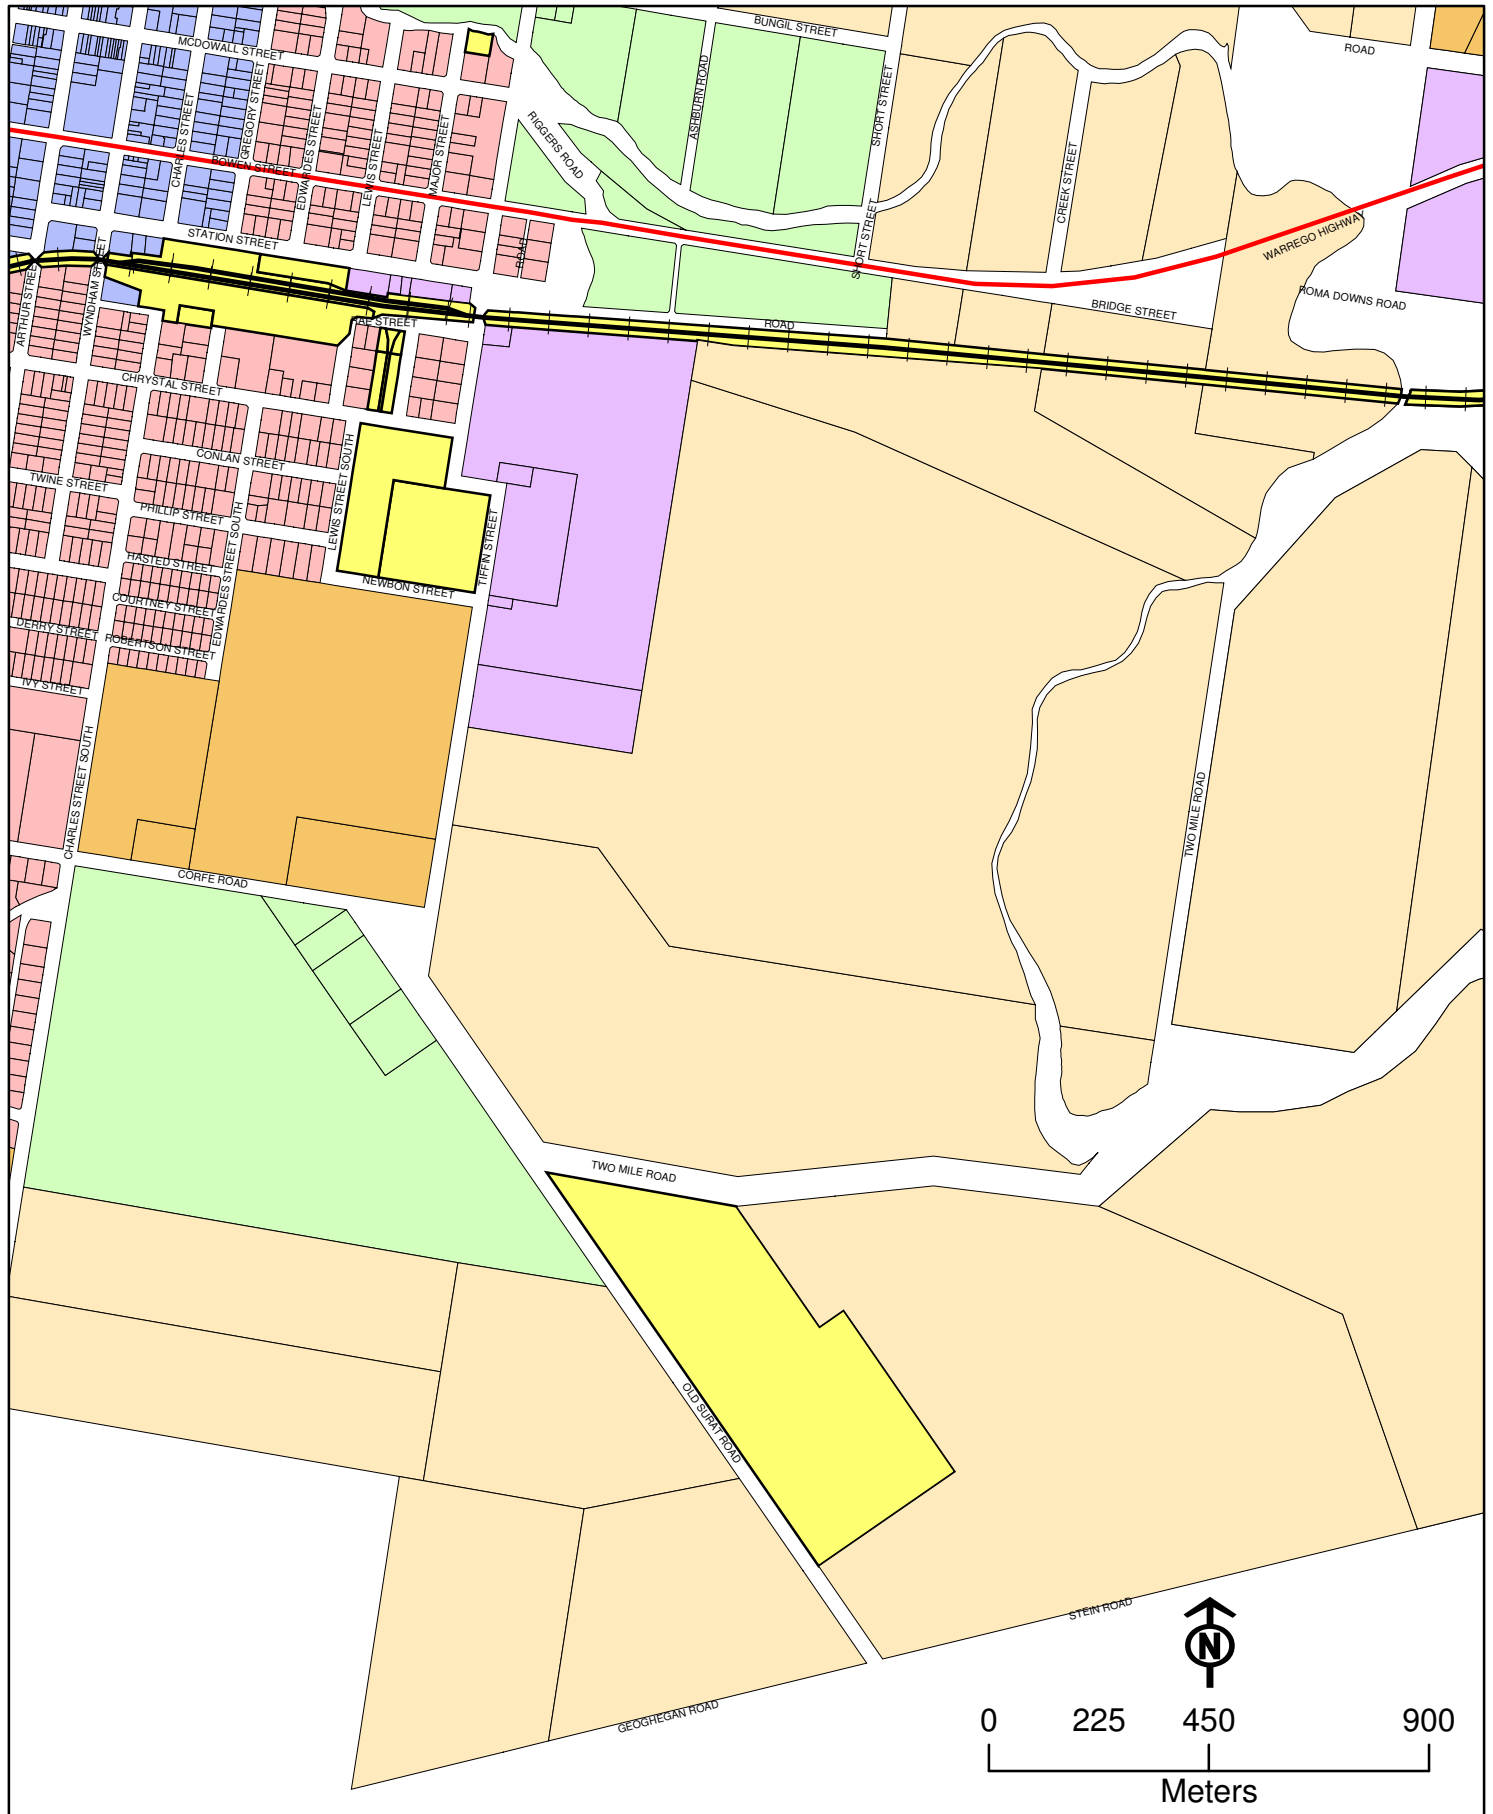 BUNGIL STREET
MCDOWALL STREET
ROAD
CHARLES STREET
GREGORY STREET
EDWARDES STREET
LEWIS STREET
MAJOR STREET
RIGGERS ROAD
ASHBURN ROAD
SHORT STREET
CREEK STREET
BOWEN STREET
STATION STREET
ROAD
SHORT STREET
WARREGO HIGHWAY
ARTHUR STREET
WYNDHAM STREET
ROMA DOWNS ROAD
BRIDGE STREET
RAE STREET
ROAD
CHRYSTAL STREET
CONLAN STREET
LEWIS STREET SOUTH
TWINE STREET
PHILLIP STREET
TIFFIN STREET
HASTED STREET
EDWARDES STREET SOUTH
NEWBON STREET
COURTNEY STREET
DERRY STREET
ROBERTSON STREET
IVY STREET
CHARLES STREET SOUTH
TWO MILE ROAD
CORFE ROAD
TWO MILE ROAD
OLD SURAT ROAD
STEIN ROAD
N
GEOGHEGAN ROAD
0 225 450 900
Meters